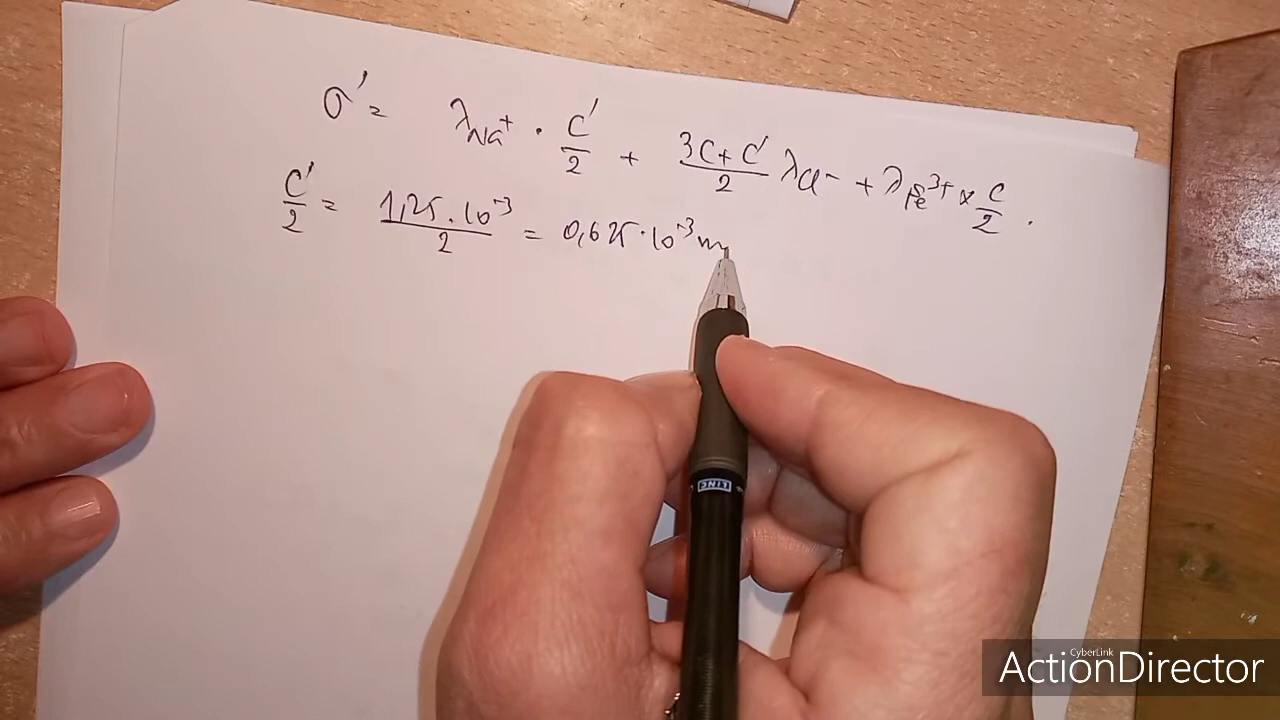 σ' = λNa⁺ · C'/2 + (3C + C')/2 λCl⁻ + λFe³⁺ × C/2 .
C'/2 = 1,25 · 10⁻³/2 = 0,625 · 10⁻³ m
LINC
CyberLink
ActionDirector